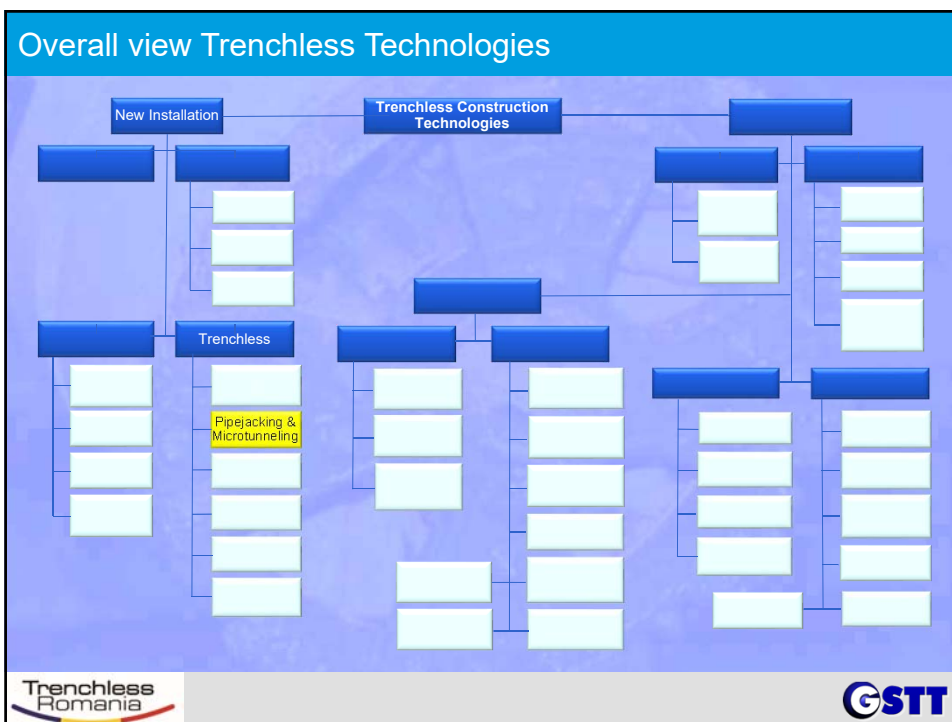 Overall view Trenchless Technologies
New Installation
Trenchless Construction
Technologies
Trenchless
Pipejacking &
Microtunneling
Trenchless
Romania
GSTT